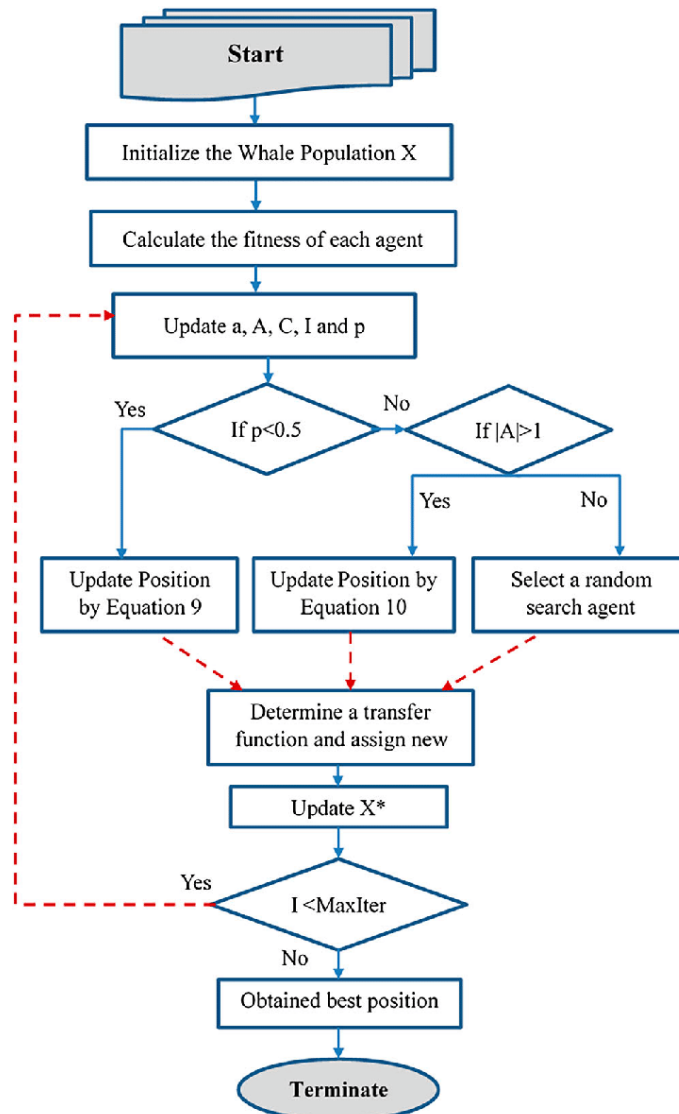 Start
Initialize the Whale Population X
Calculate the fitness of each agent
Update a, A, C, I and p
Yes
If p<0.5
No
If |A|>1
Yes
No
Update Position
by Equation 9
Update Position by
Equation 10
Select a random
search agent
Determine a transfer
function and assign new
Update X*
Yes
I <MaxIter
No
Obtained best position
Terminate